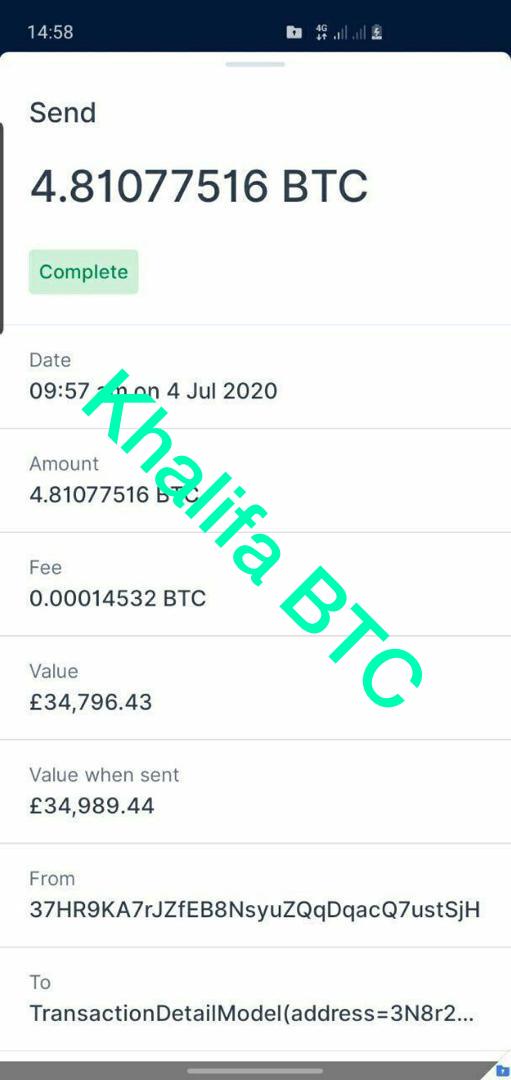 14:58
4G
Send
4.81077516 BTC
Complete
Date
09:57 am on 4 Jul 2020
Amount
4.81077516 BTC
Fee
0.00014532 BTC
Value
£34,796.43
Value when sent
£34,989.44
From
37HR9KA7rJZfEB8NsyuZQqDqacQ7ustSjH
To
TransactionDetailModel(address=3N8r2...
Khalifa BTC